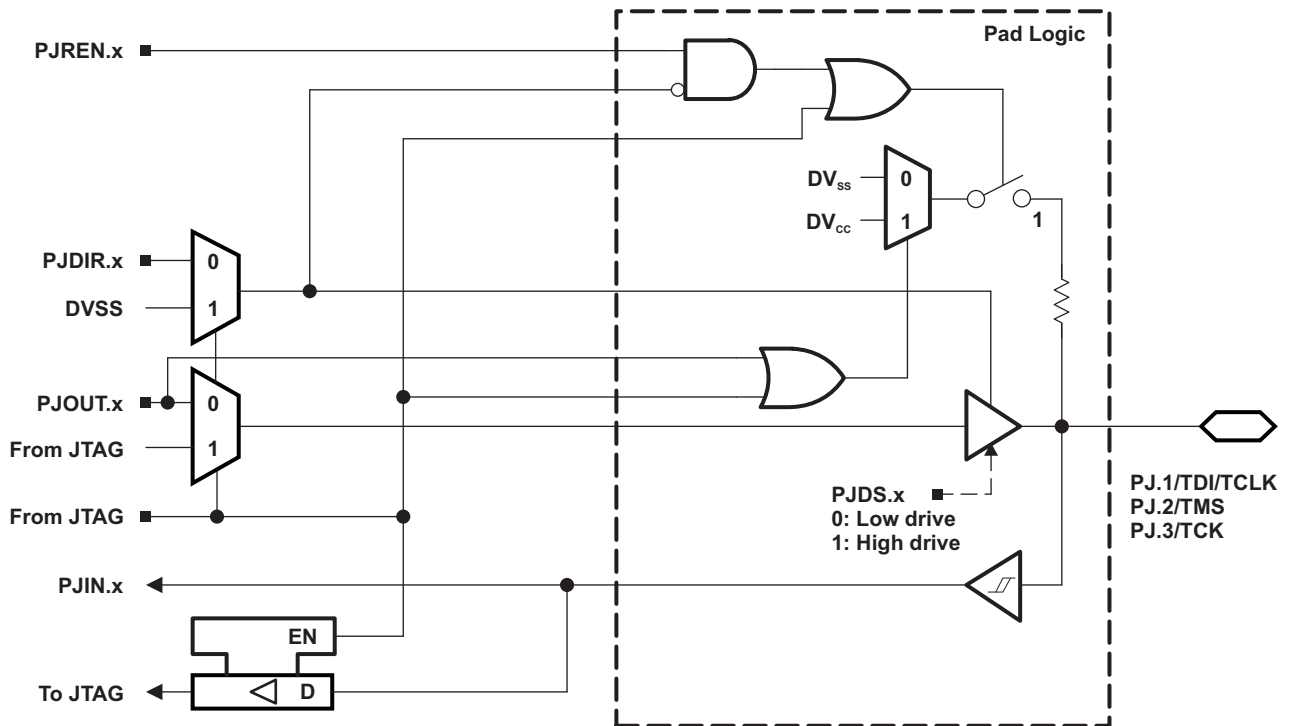 Pad Logic
PJREN.x
DVss
0
DVcc
1
1
PJDIR.x
0
DVSS
1
PJOUT.x
0
From JTAG
1
PJDS.x
0: Low drive
1: High drive
PJ.1/TDI/TCLK
PJ.2/TMS
PJ.3/TCK
From JTAG
PJIN.x
EN
To JTAG
D